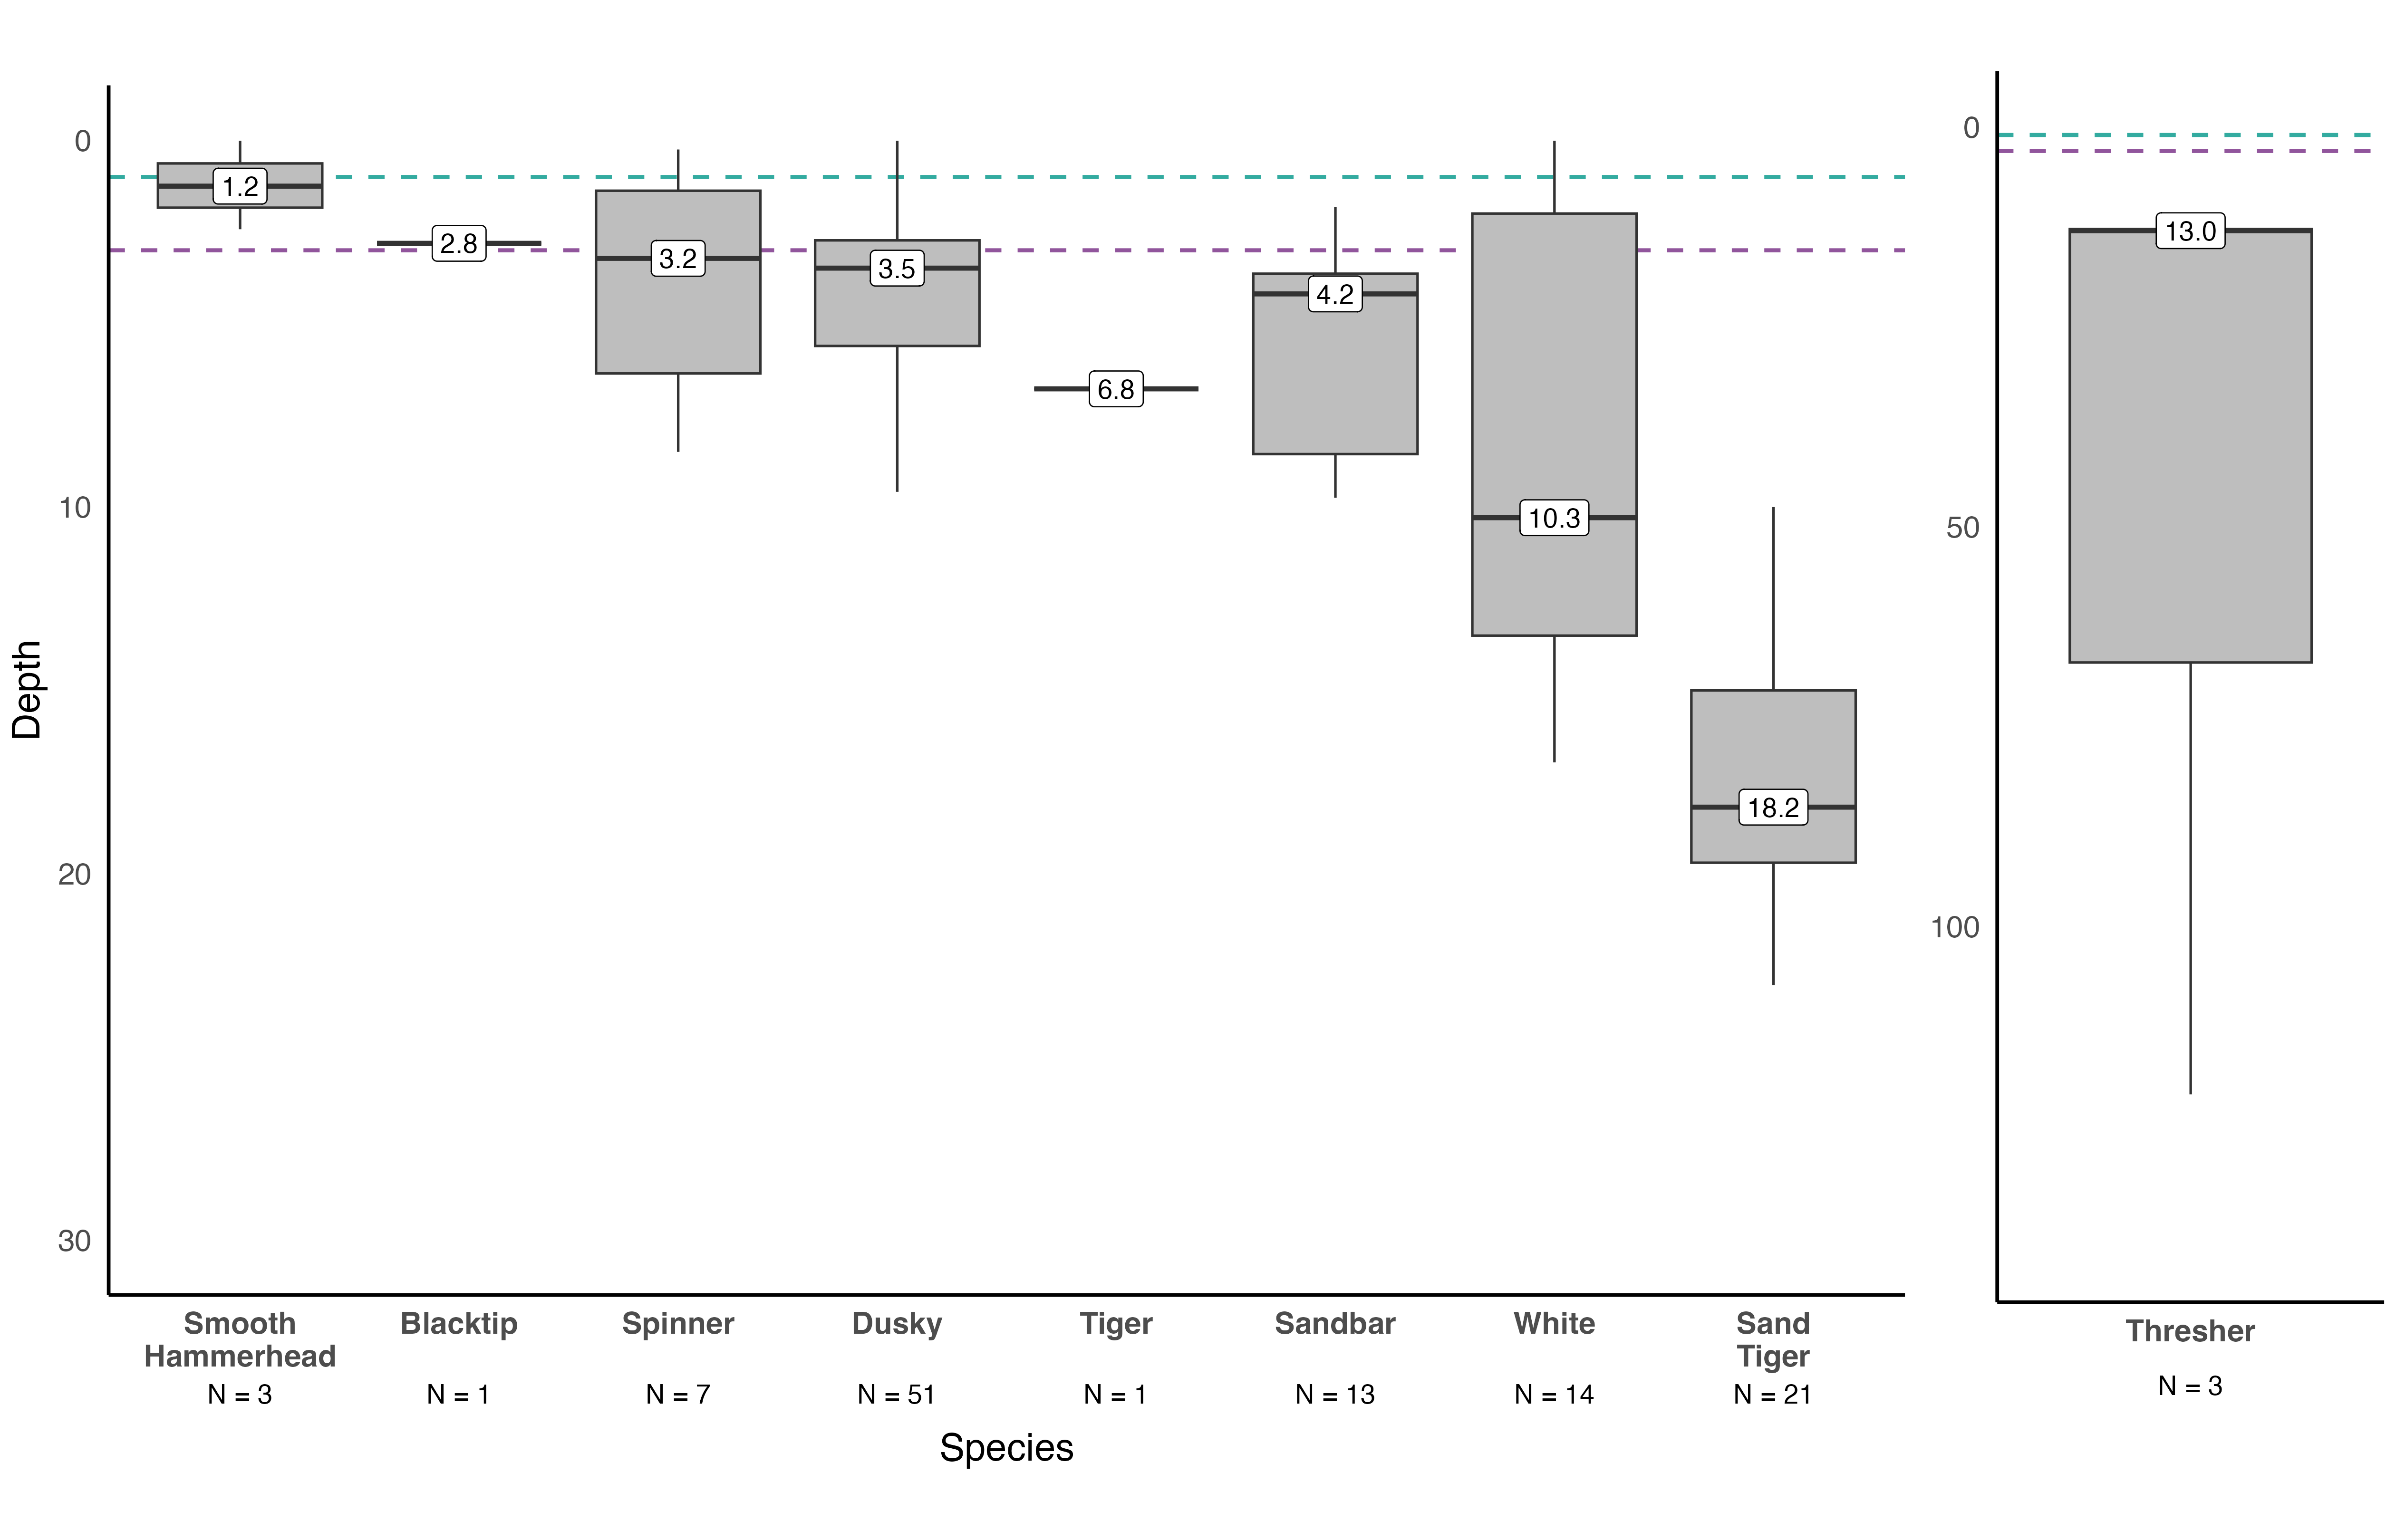 0
10
20
30
Depth
1.2
2.8
3.2
3.5
6.8
4.2
10.3
18.2
Smooth
Hammerhead
Blacktip
Spinner
Dusky
Tiger
Sandbar
White
Sand
Tiger
N = 3
N = 1
N = 7
N = 51
N = 1
N = 13
N = 14
N = 21
Species
0
50
100
13.0
Thresher
N = 3